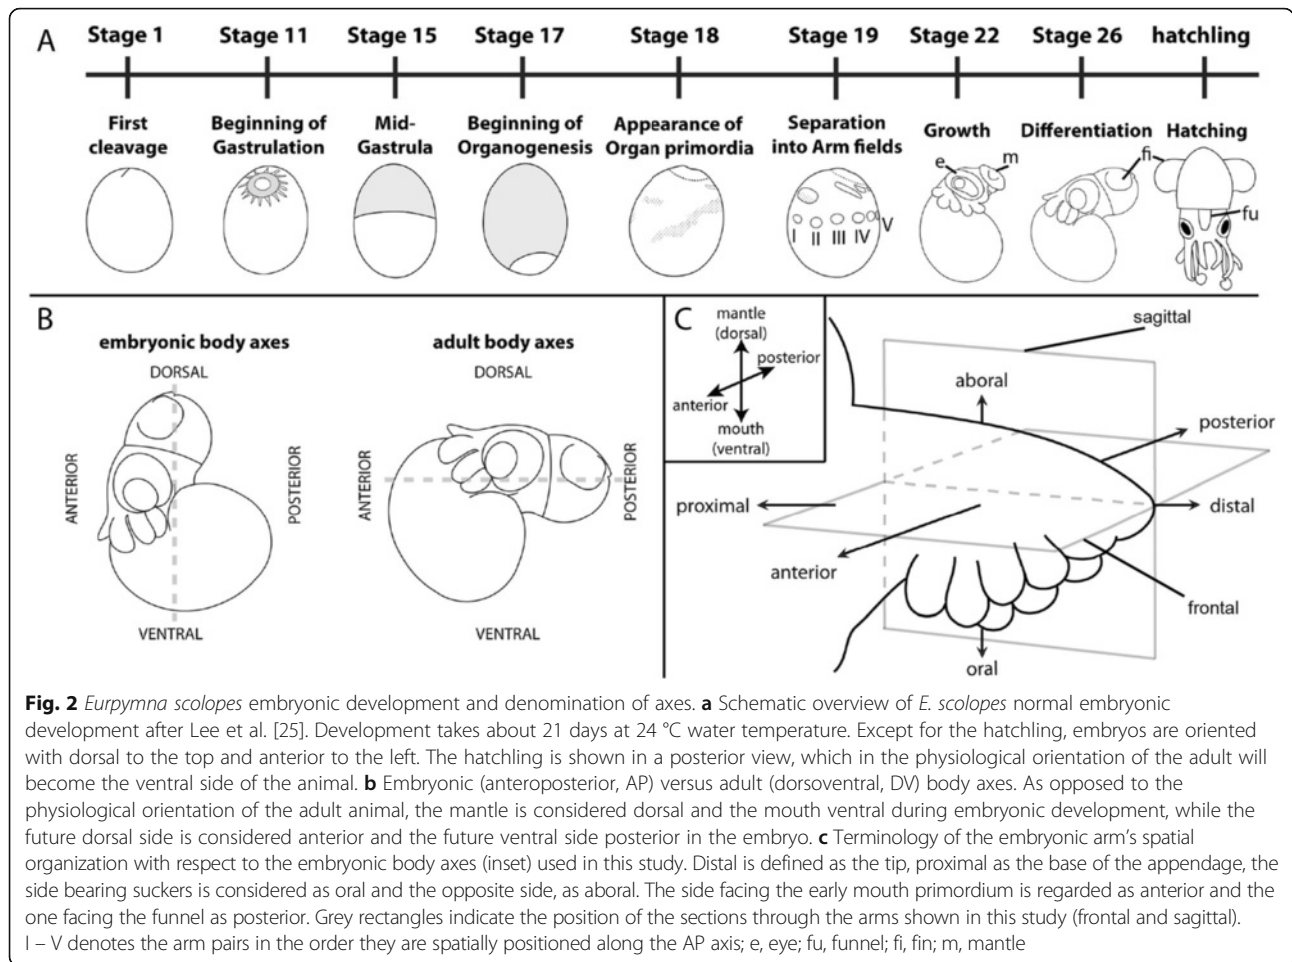 A
Stage 1 Stage 11 Stage 15 Stage 17 Stage 18 Stage 19 Stage 22 Stage 26 hatchling
First cleavage
Beginning of Gastrulation
Mid-Gastrula
Beginning of Organogenesis
Appearance of Organ primordia
Separation into Arm fields
Growth
Differentiation
Hatching
e
m
fi
fu
I II III IV V
B
embryonic body axes
DORSAL
ANTERIOR
POSTERIOR
VENTRAL
adult body axes
DORSAL
ANTERIOR
POSTERIOR
VENTRAL
C
mantle
(dorsal)
posterior
anterior
mouth
(ventral)
sagittal
aboral
posterior
proximal
distal
anterior
frontal
oral
Fig. 2 Eurpymna scolopes embryonic development and denomination of axes. a Schematic overview of E. scolopes normal embryonic
development after Lee et al. [25]. Development takes about 21 days at 24 °C water temperature. Except for the hatchling, embryos are oriented
with dorsal to the top and anterior to the left. The hatchling is shown in a posterior view, which in the physiological orientation of the adult will
become the ventral side of the animal. b Embryonic (anteroposterior, AP) versus adult (dorsoventral, DV) body axes. As opposed to the
physiological orientation of the adult animal, the mantle is considered dorsal and the mouth ventral during embryonic development, while the
future dorsal side is considered anterior and the future ventral side posterior in the embryo. c Terminology of the embryonic arm's spatial
organization with respect to the embryonic body axes (inset) used in this study. Distal is defined as the tip, proximal as the base of the appendage, the
side bearing suckers is considered as oral and the opposite side, as aboral. The side facing the early mouth primordium is regarded as anterior and the
one facing the funnel as posterior. Grey rectangles indicate the position of the sections through the arms shown in this study (frontal and sagittal).
I – V denotes the arm pairs in the order they are spatially positioned along the AP axis; e, eye; fu, funnel; fi, fin; m, mantle